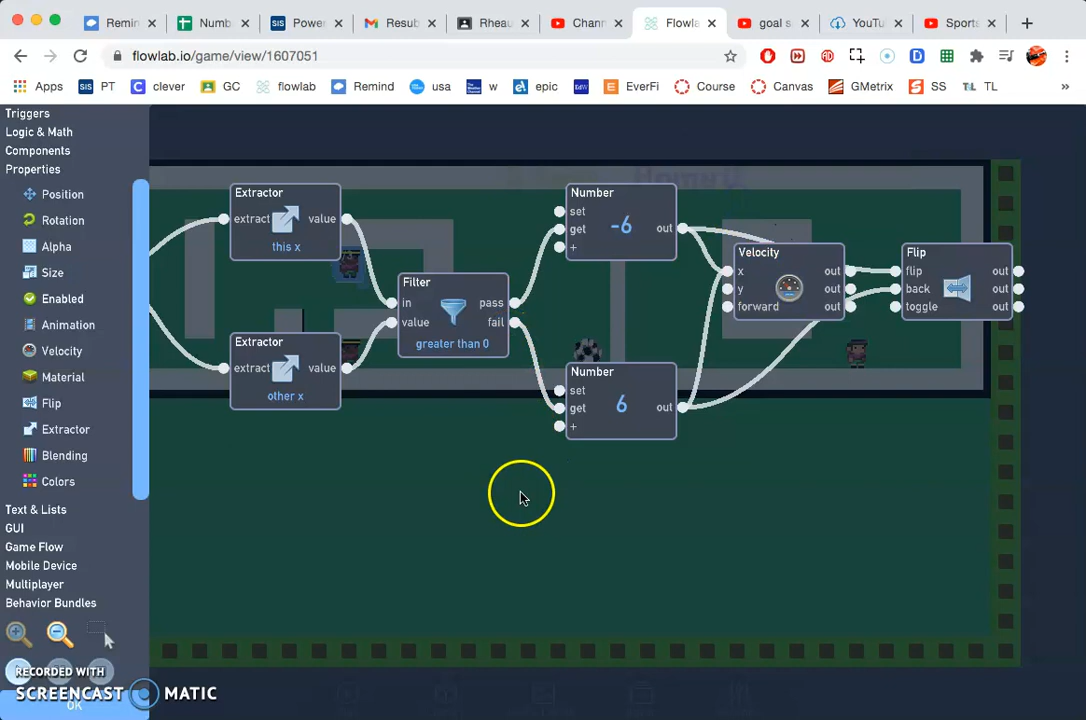 Remin
Numb
Power
Resub
Rheau
Chann
Flowla
goal s
YouTu
Sports
flowlab.io/game/view/1607051
Apps
PT
clever
GC
flowlab
Remind
usa
w
epic
EverFi
Course
Canvas
GMetrix
SS
TL
»
Triggers
Logic & Math
Components
Properties
Position
Rotation
Alpha
Size
Enabled
Animation
Velocity
Material
Flip
Extractor
Blending
Colors
Text & Lists
GUI
Game Flow
Mobile Device
Multiplayer
Behavior Bundles
OK
Extractor
extract value
this x
Extractor
extract value
other x
Filter
in pass
value fail
greater than 0
Number
set
get -6 out
+
Number
set
get 6 out
+
Velocity
x out
y out
forward out
Flip
flip out
back out
toggle out
RECORDED WITH
SCREENCAST MATIC